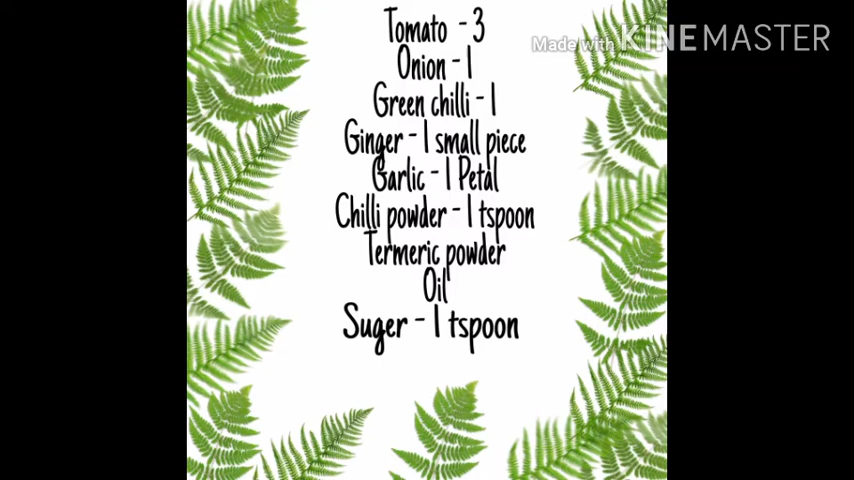 Tomato - 3
Made with KINEMASTER
Onion - 1
Green chilli - 1
Ginger - 1 small piece
Garlic - 1 Petal
Chilli powder - 1 tspoon
Termeric powder
Oil
Suger - 1 tspoon